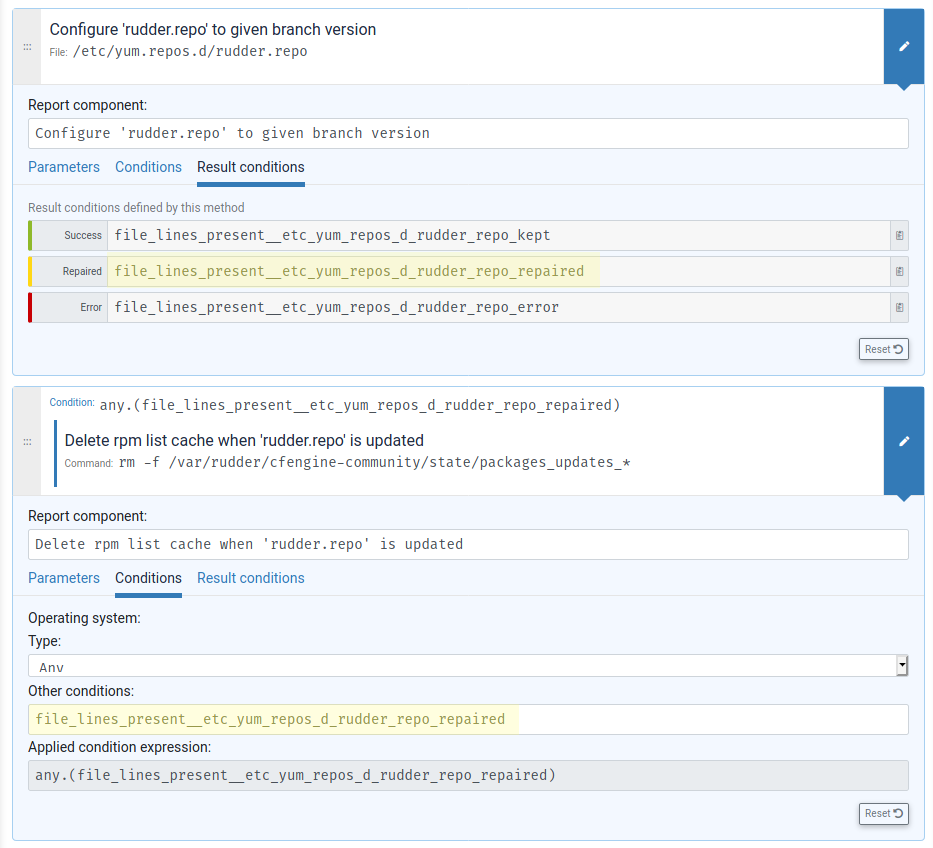 Configure 'rudder.repo' to given branch version
File: /etc/yum.repos.d/rudder.repo
Report component:
Configure 'rudder.repo' to given branch version
Parameters Conditions Result conditions
Result conditions defined by this method
Success file_lines_present__etc_yum_repos_d_rudder_repo_kept
Repaired file_lines_present__etc_yum_repos_d_rudder_repo_repaired
Error file_lines_present__etc_yum_repos_d_rudder_repo_error
Reset
Condition: any.(file_lines_present__etc_yum_repos_d_rudder_repo_repaired)
Delete rpm list cache when 'rudder.repo' is updated
Command: rm -f /var/rudder/cfengine-community/state/packages_updates_*
Report component:
Delete rpm list cache when 'rudder.repo' is updated
Parameters Conditions Result conditions
Operating system:
Type:
Any
Other conditions:
file_lines_present__etc_yum_repos_d_rudder_repo_repaired
Applied condition expression:
any.(file_lines_present__etc_yum_repos_d_rudder_repo_repaired)
Reset